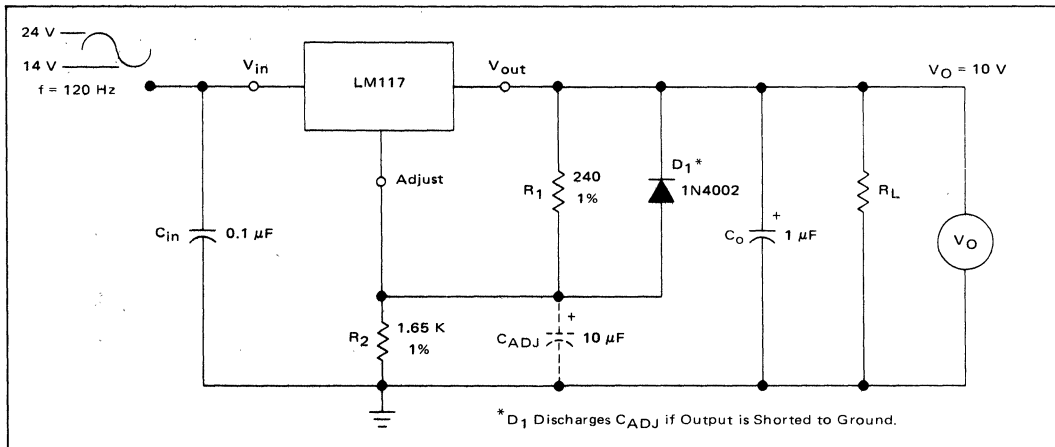 24 V
14 V
f = 120 Hz
Vin
LM117
Vout
VO = 10 V
Adjust
R1
240
1%
D1*
1N4002
Cin
0.1 µF
CO
+
1 µF
RL
VO
R2
1.65 K
1%
CADJ
+
10 µF
*D1 Discharges CADJ if Output is Shorted to Ground.